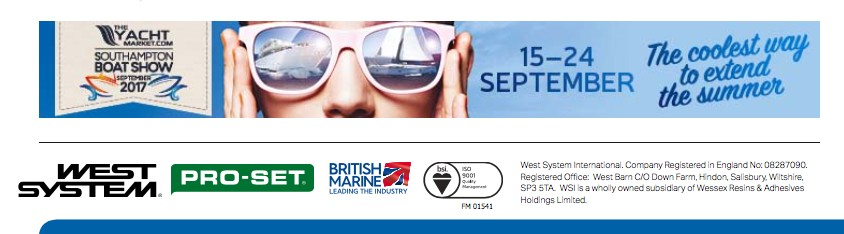 THE
YACHT
MARKET.COM
SOUTHAMPTON
BOAT SHOW
SEPTEMBER
2017
15–24
SEPTEMBER
The coolest way
to extend
the summer
WEST
SYSTEM®
PRO-SET®
BRITISH
MARINE
LEADING THE INDUSTRY
bsi.
ISO
9001
Quality
Management
FM 01541
West System International. Company Registered in England No: 08287090.
Registered Office: West Barn C/O Down Farm, Hindon, Salisbury, Wiltshire,
SP3 5TA. WSI is a wholly owned subsidiary of Wessex Resins & Adhesives
Holdings Limited.